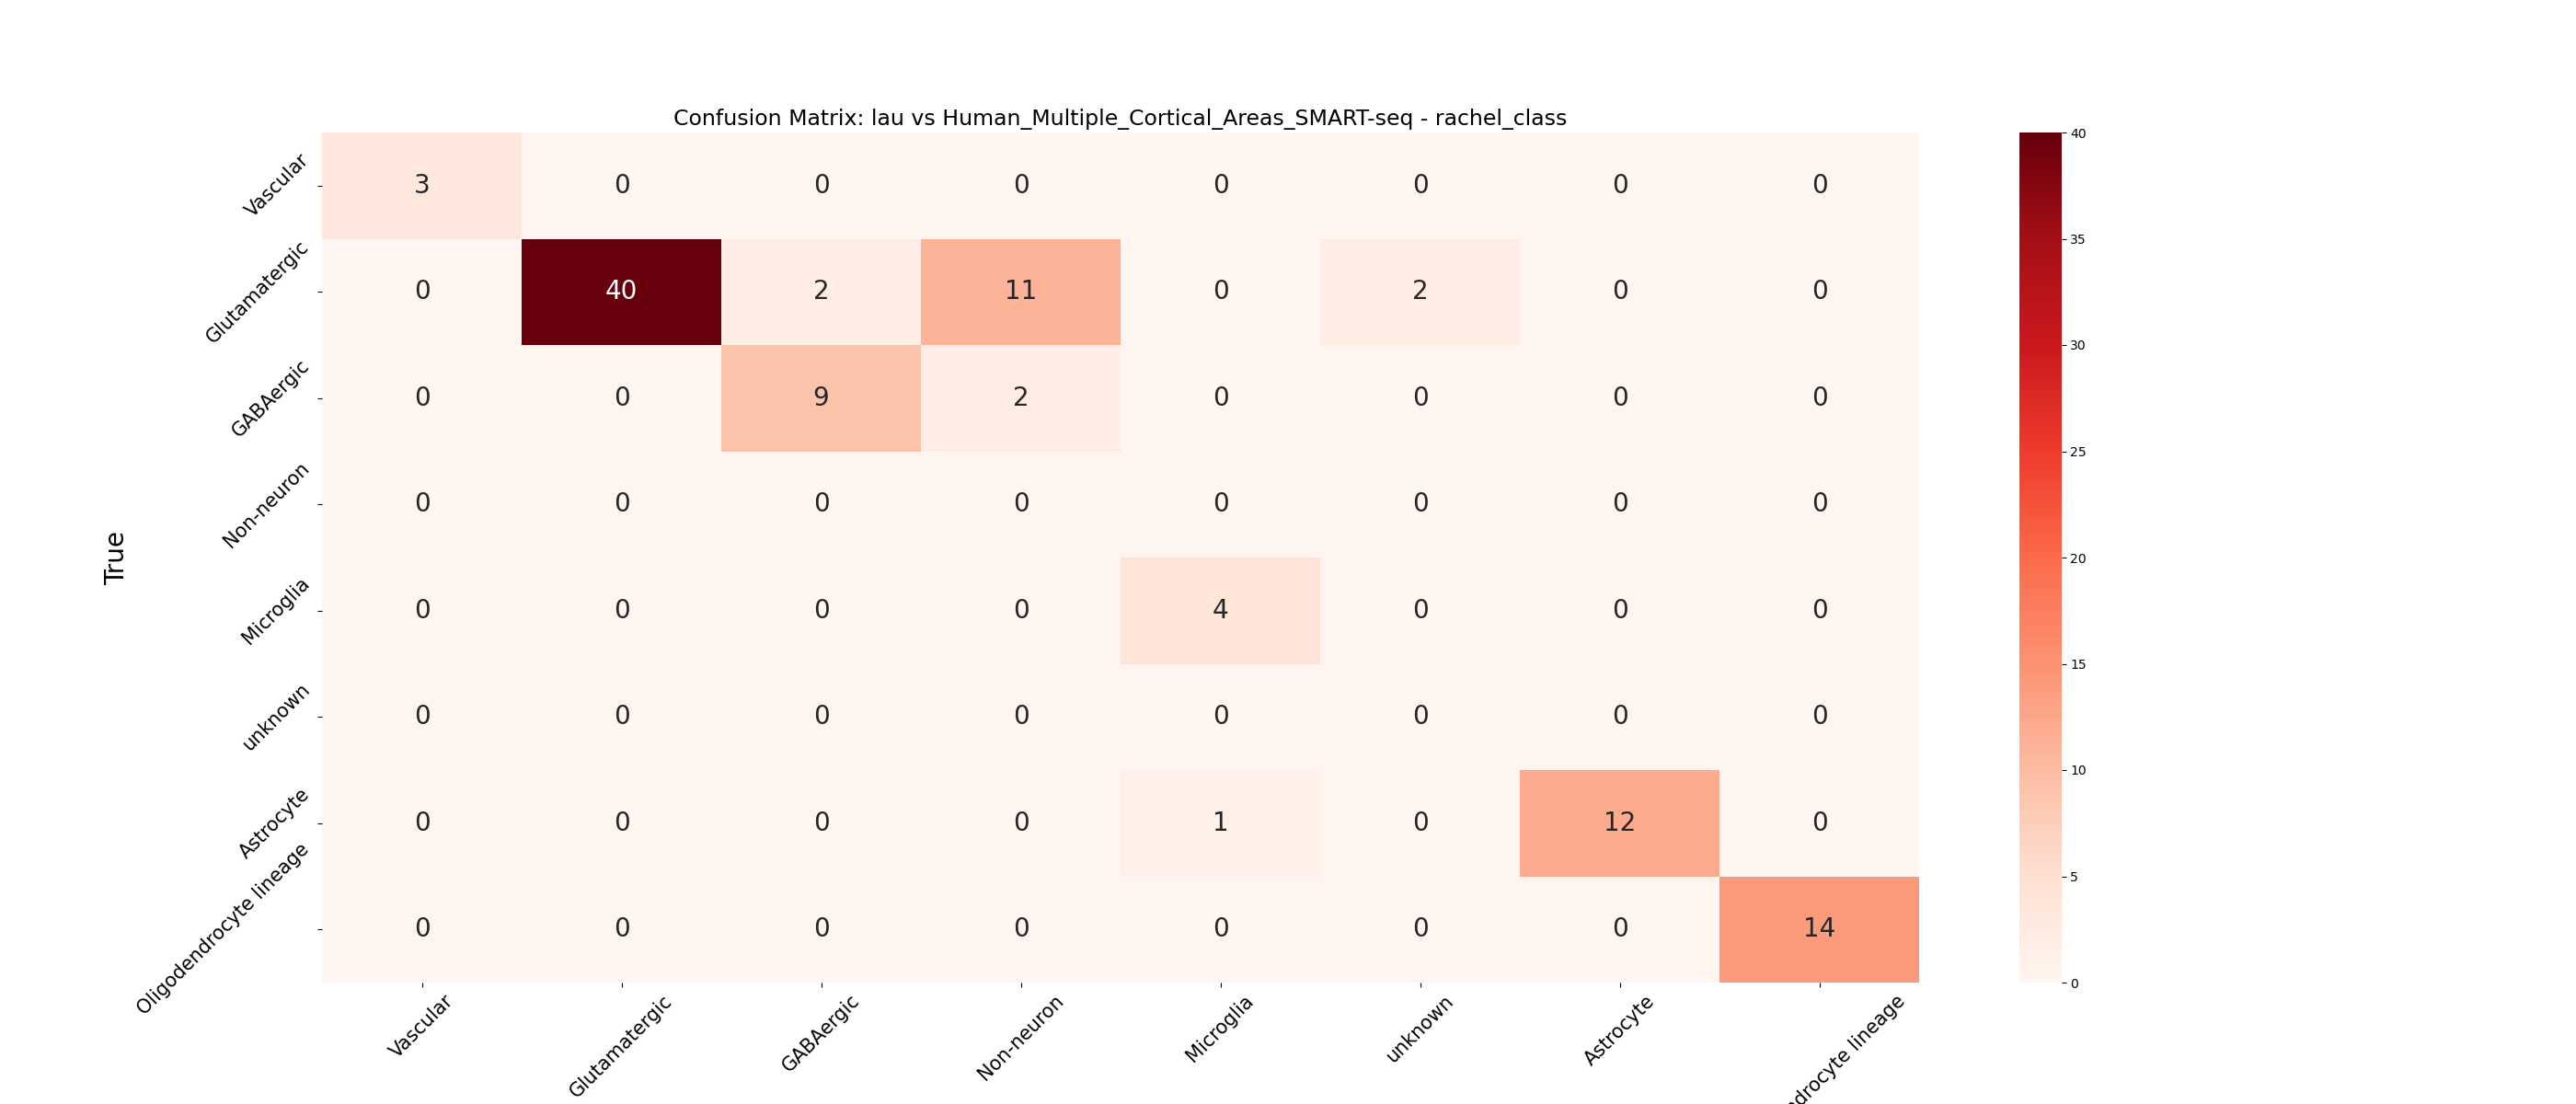 Confusion Matrix: lau vs Human_Multiple_Cortical_Areas_SMART-seq - rachel_class
Vascular 3 0 0 0 0 0 0 0
Glutamatergic 0 40 2 11 0 2 0 0
GABAergic 0 0 9 2 0 0 0 0
Non-neuron 0 0 0 0 0 0 0 0
Microglia 0 0 0 0 4 0 0 0
unknown 0 0 0 0 0 0 0 0
Astrocyte 0 0 0 0 1 0 12 0
Oligodendrocyte lineage 0 0 0 0 0 0 0 14
True
Vascular Glutamatergic GABAergic Non-neuron Microglia unknown Astrocyte drocyte lineage
40
35
30
25
20
15
10
5
0